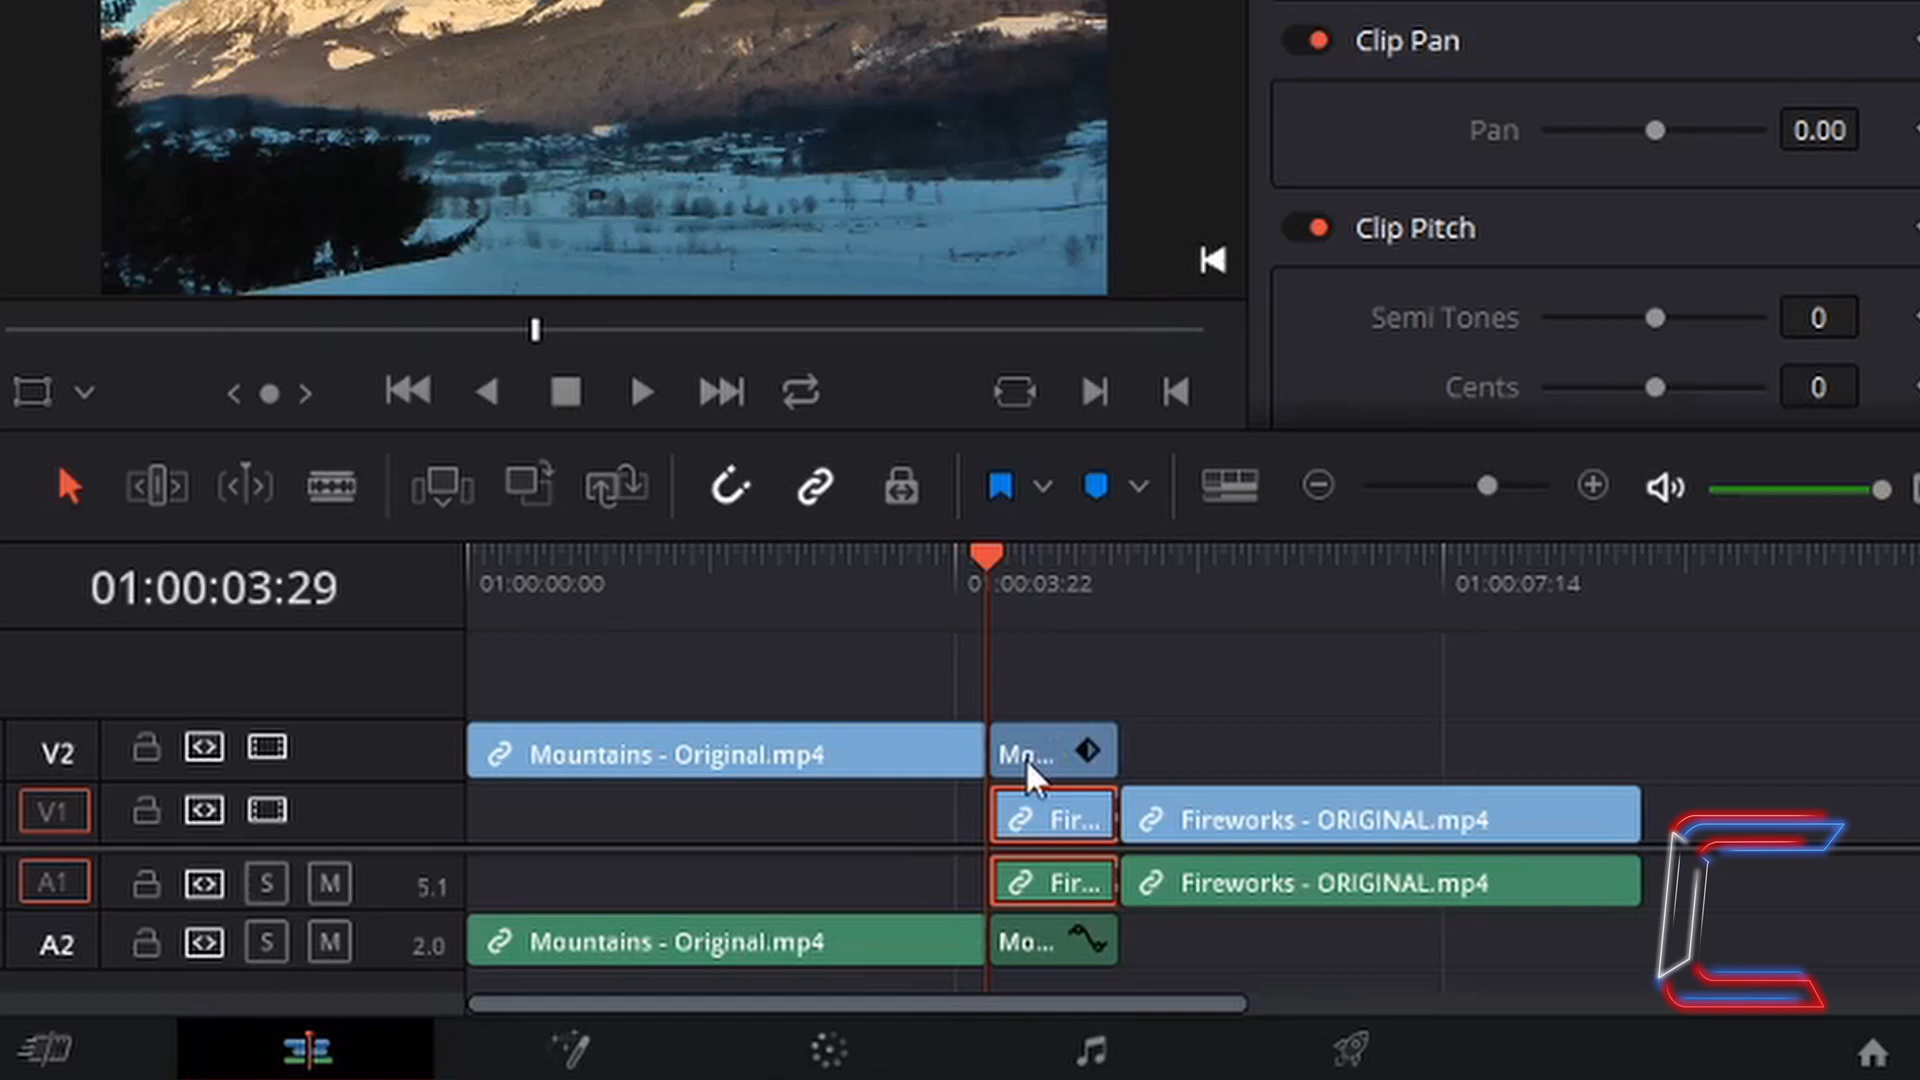 Clip Pan
Pan 0.00
Clip Pitch
Semi Tones 0
Cents 0
01:00:03:29
01:00:00:00
01:00:03:22
01:00:07:14
V2
Mountains - Original.mp4
Mo...
V1
Fir...
Fireworks - ORIGINAL.mp4
A1 S M 5.1
Fir...
Fireworks - ORIGINAL.mp4
A2 S M 2.0
Mountains - Original.mp4
Mo...